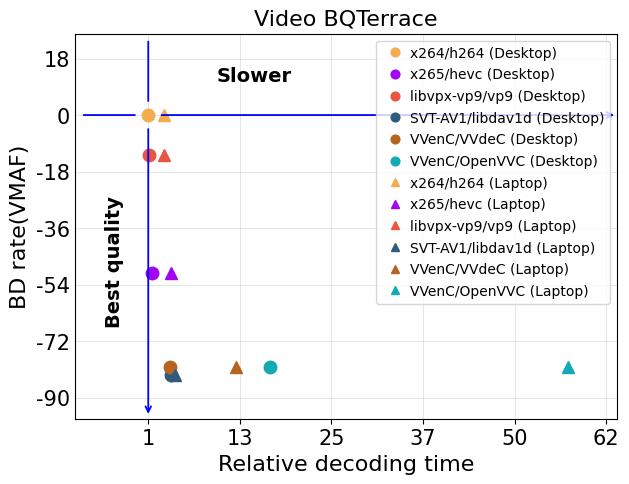 Video BQTerrace
BD rate(VMAF)
18
0
-18
-36
-54
-72
-90
Slower
Best quality
x264/h264 (Desktop)
x265/hevc (Desktop)
libvpx-vp9/vp9 (Desktop)
SVT-AV1/libdav1d (Desktop)
VVenC/VVdeC (Desktop)
VVenC/OpenVVC (Desktop)
x264/h264 (Laptop)
x265/hevc (Laptop)
libvpx-vp9/vp9 (Laptop)
SVT-AV1/libdav1d (Laptop)
VVenC/VVdeC (Laptop)
VVenC/OpenVVC (Laptop)
1 13 25 37 50 62
Relative decoding time